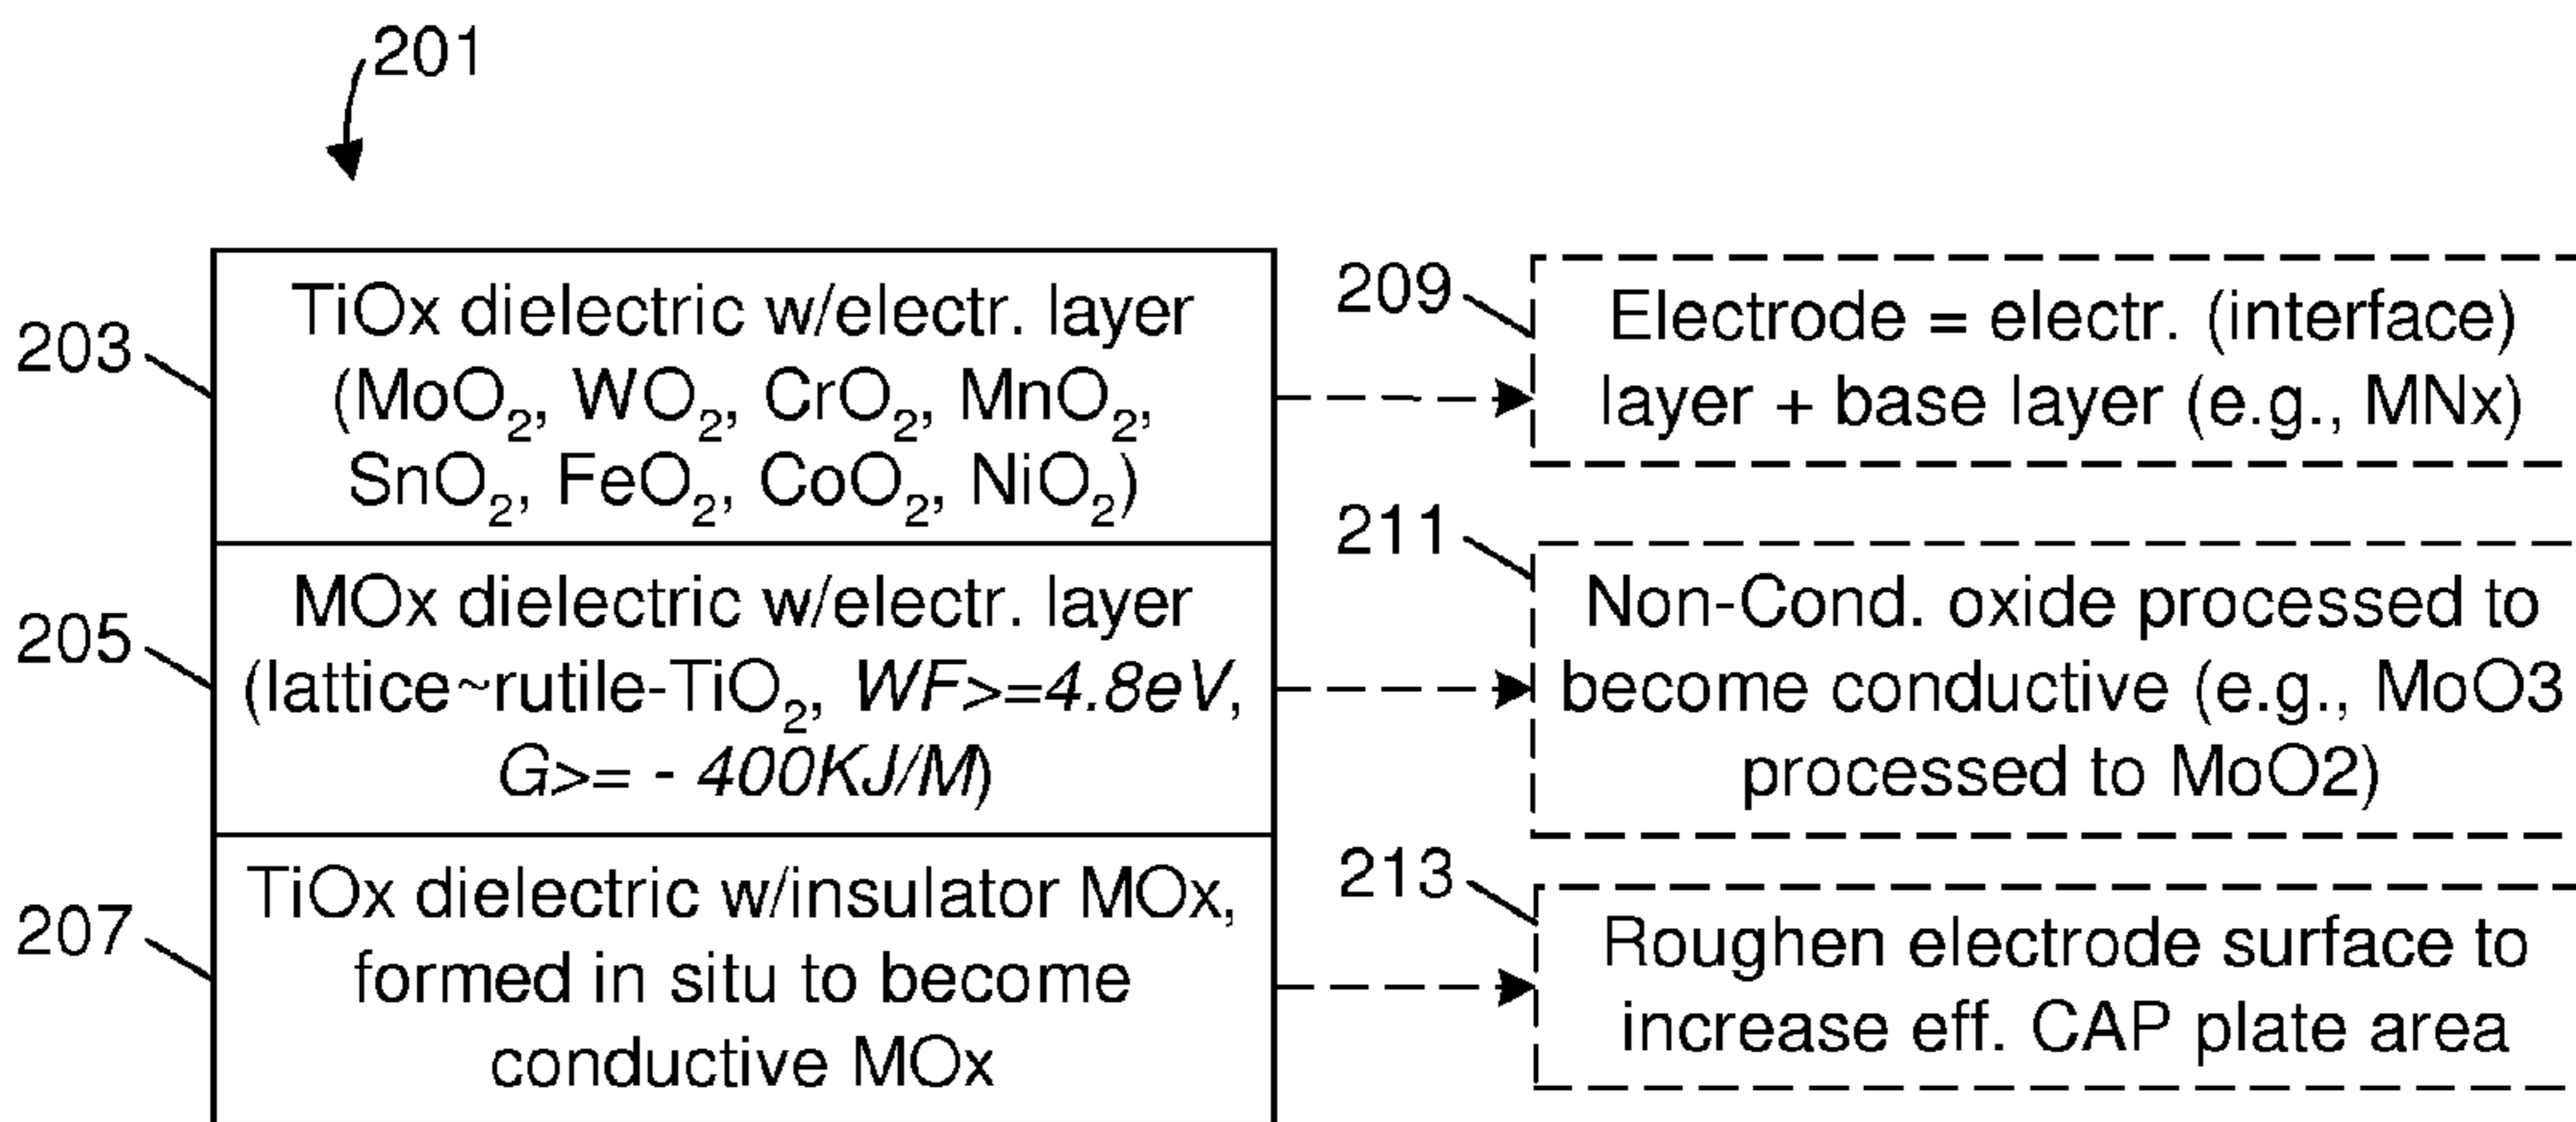 201
203
TiOx dielectric w/electr. layer
(MoO₂, WO₂, CrO₂, MnO₂,
SnO₂, FeO₂, CoO₂, NiO₂)
209
Electrode = electr. (interface)
layer + base layer (e.g., MNx)
205
MOx dielectric w/electr. layer
(lattice~rutile-TiO₂, WF>=4.8eV,
G>= - 400KJ/M)
211
Non-Cond. oxide processed to
become conductive (e.g., MoO3
processed to MoO2)
207
TiOx dielectric w/insulator MOx,
formed in situ to become
conductive MOx
213
Roughen electrode surface to
increase eff. CAP plate area